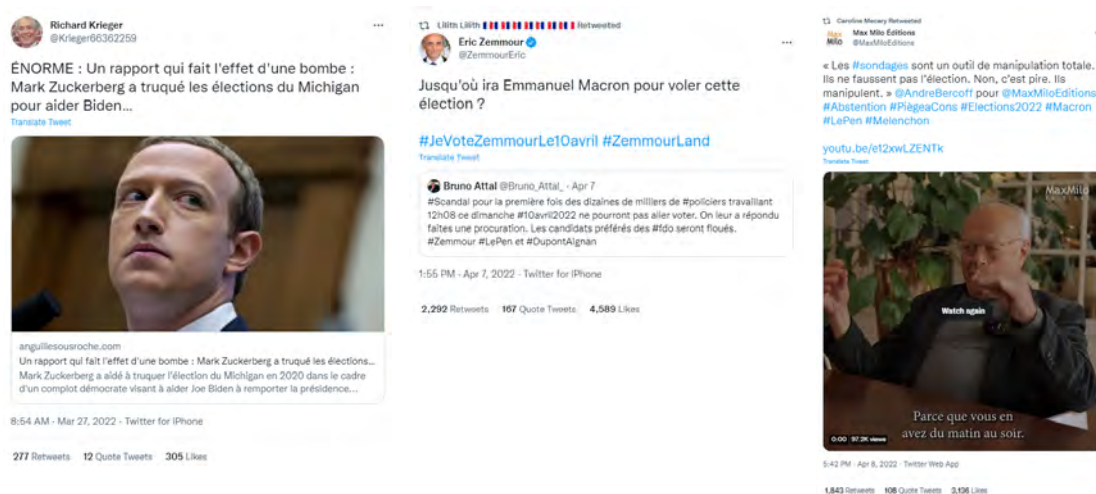 Richard Krieger
@Krieger66362259
ÉNORME : Un rapport qui fait l'effet d'une bombe :
Mark Zuckerberg a truqué les élections du Michigan
pour aider Biden...
Translate Tweet
anguillesousroche.com
Un rapport qui fait l'effet d'une bombe : Mark Zuckerberg a truqué les élections...
Mark Zuckerberg a aidé à truquer l'élection du Michigan en 2020 dans le cadre
d'un complot démocrate visant à aider Joe Biden à remporter la présidence...
8:54 AM · Mar 27, 2022 · Twitter for iPhone
277 Retweets 12 Quote Tweets 305 Likes
Lilith Lilith Retweeted
Eric Zemmour
@ZemmourEric
Jusqu'où ira Emmanuel Macron pour voler cette
élection ?
#JeVoteZemmourLe10avril #ZemmourLand
Translate Tweet
Bruno Attal @Bruno_Attal_ · Apr 7
#Scandal pour la première fois des dizaines de milliers de #policiers travaillant
12h08 ce dimanche #10avril2022 ne pourront pas aller voter. On leur a répondu
faites une procuration. Les candidats préférés des #fdo seront floués.
#Zemmour #LePen et #DupontAignan
1:55 PM · Apr 7, 2022 · Twitter for iPhone
2,292 Retweets 167 Quote Tweets 4,589 Likes
Caroline Mecary Retweeted
Max Milo Editions
@MaxMiloEditions
« Les #sondages sont un outil de manipulation totale.
Ils ne faussent pas l'élection. Non, c'est pire. Ils
manipulent. » @AndreBercoff pour @MaxMiloEditions
#Abstention #PiègeaCons #Elections2022 #Macron
#LePen #Melenchon
youtu.be/e12xwLZENTk
Translate Tweet
MaxMilo
Watch again
Parce que vous en
avez du matin au soir.
0:00 97.2K views
5:42 PM · Apr 8, 2022 · Twitter Web App
1,843 Retweets 108 Quote Tweets 3,136 Likes